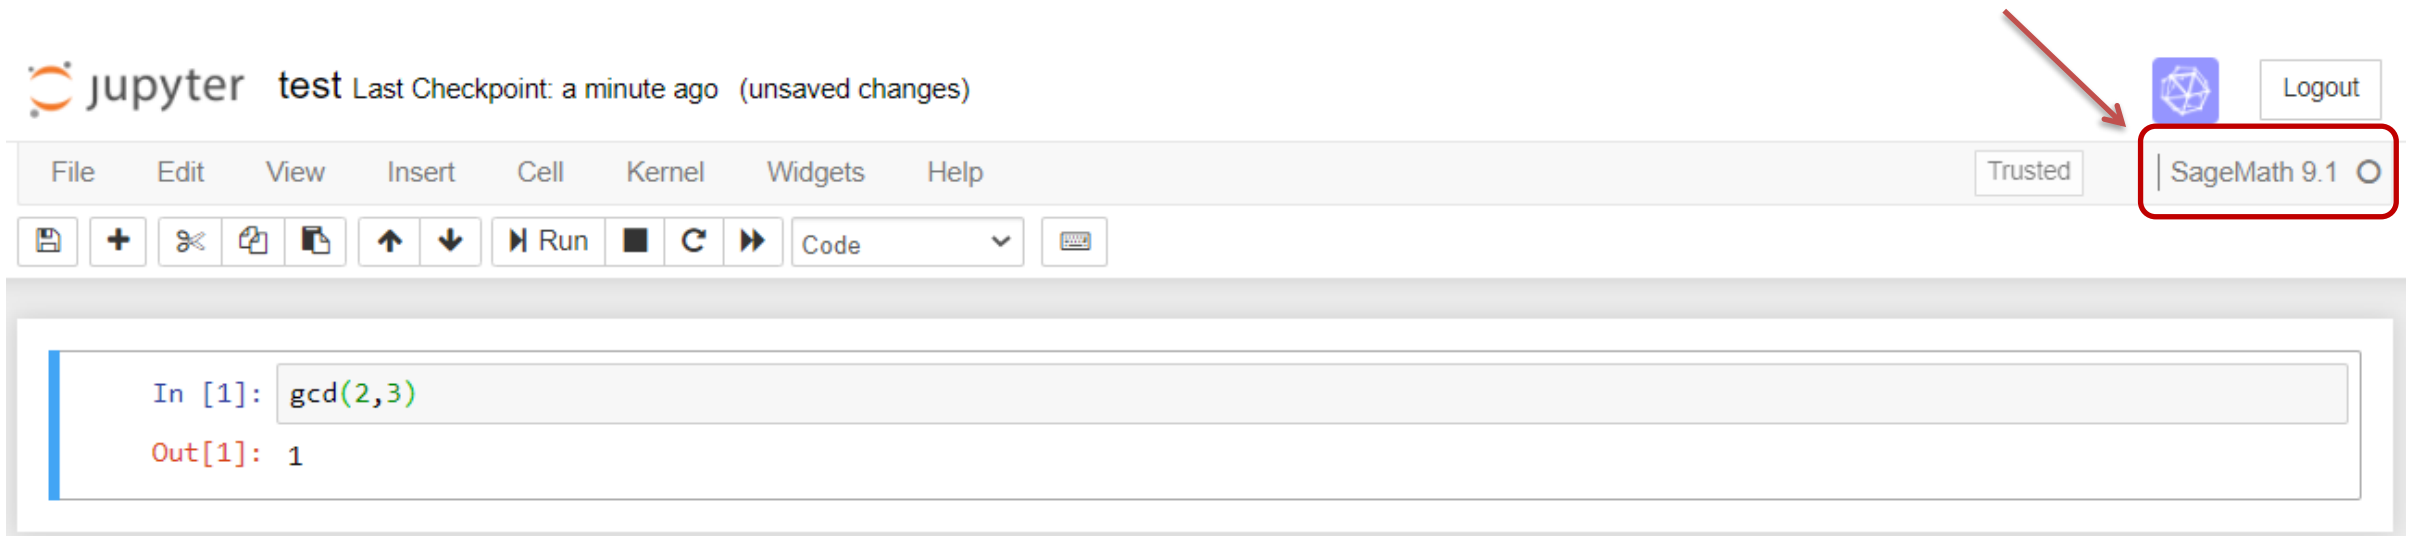 jupyter test Last Checkpoint: a minute ago (unsaved changes) Logout
File Edit View Insert Cell Kernel Widgets Help Trusted SageMath 9.1
Run Code
In [1]: gcd(2,3)
Out[1]: 1